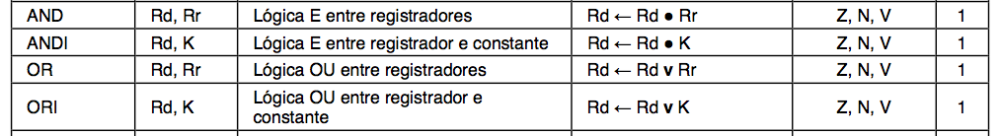 AND Rd, Rr Lógica E entre registradores Rd ← Rd ● Rr Z, N, V 1
ANDI Rd, K Lógica E entre registrador e constante Rd ← Rd ● K Z, N, V 1
OR Rd, Rr Lógica OU entre registradores Rd ← Rd v Rr Z, N, V 1
ORI Rd, K Lógica OU entre registrador e
constante Rd ← Rd v K Z, N, V 1